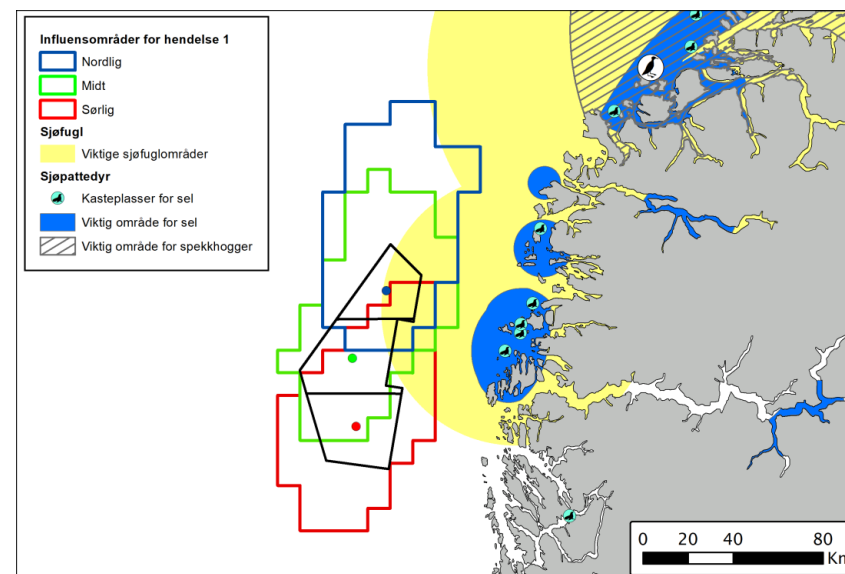 Influensområder for hendelse 1
Nordlig
Midt
Sørlig
Sjøfugl
Viktige sjøfuglområder
Sjøpattedyr
Kasteplasser for sel
Viktig område for sel
Viktig område for spekkhogger
0 20 40 80
Km